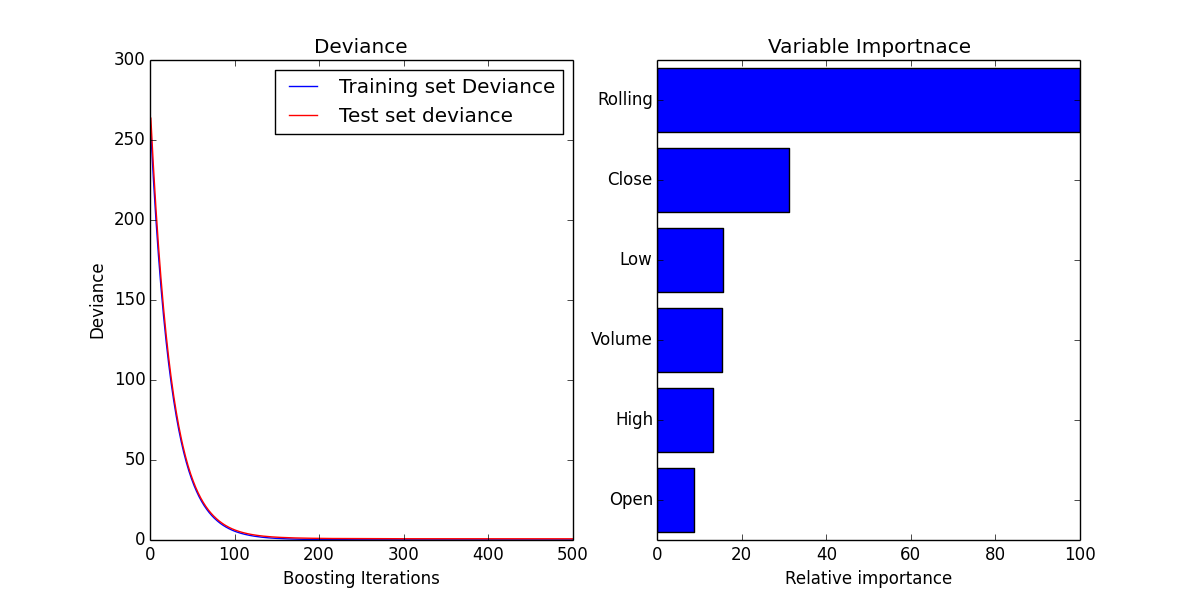 Deviance
300
250
200
150
100
50
0
Deviance
Training set Deviance
Test set deviance
0 100 200 300 400 500
Boosting Iterations
Variable Importnace
Rolling
Close
Low
Volume
High
Open
0 20 40 60 80 100
Relative importance